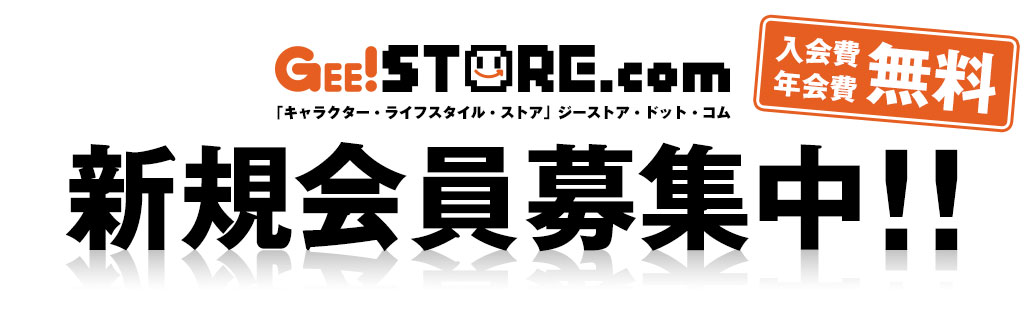 GEE!STORE.com
「キャラクター・ライフスタイル・ストア」ジーストア・ドット・コム
入会費
年会費
無料
新規会員募集中!!